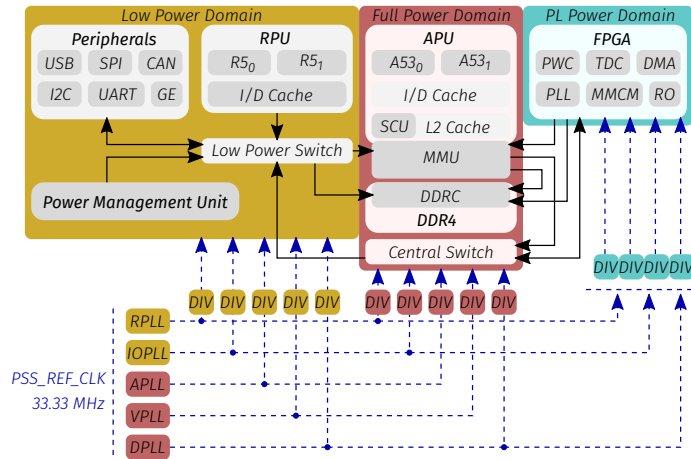 Low Power Domain
Full Power Domain
PL Power Domain
Peripherals
RPU
APU
FPGA
USB
SPI
CAN
R5₀
R5₁
A53₀
A53₁
PWC
TDC
DMA
I2C
UART
GE
I/D Cache
I/D Cache
PLL
MMCM
RO
SCU
L2 Cache
Low Power Switch
MMU
Power Management Unit
DDRC
DDR4
Central Switch
DIV
DIV
DIV
DIV
DIV
DIV
DIV
DIV
DIV
DIV
DIV
DIV
DIV
DIV
RPLL
IOPLL
PSS_REF_CLK
33.33 MHz
APLL
VPLL
DPLL